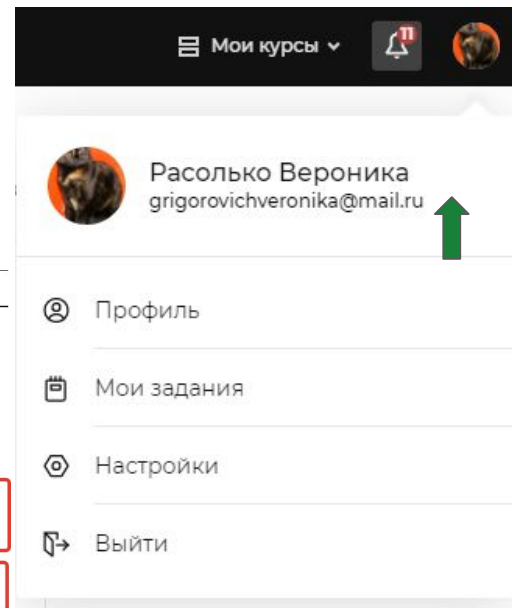 Мои курсы
11
Расолько Вероника
grigorovichveronika@mail.ru
Профиль
Мои задания
Настройки
Выйти